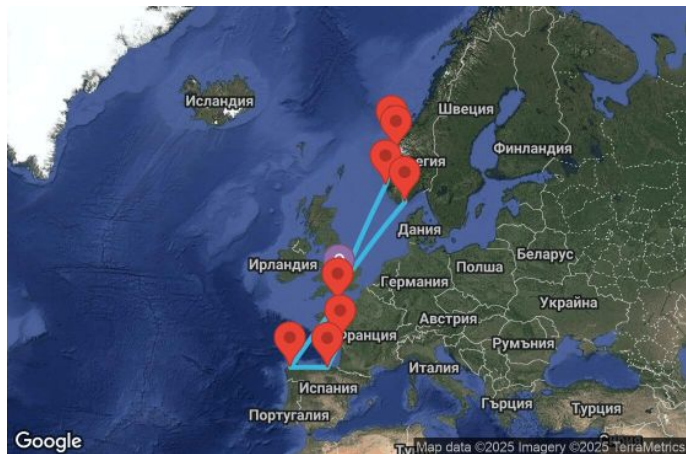 Исландия
Швеция
Финландия
егия
Дания
Ирландия
Беларус
Полша
Германия
Украйна
Австрия
Франция
Румъния
Италия
Испания
Гърция
Турция
Португалия
Google
Map data ©2025 Imagery ©2025 TerraMetrics